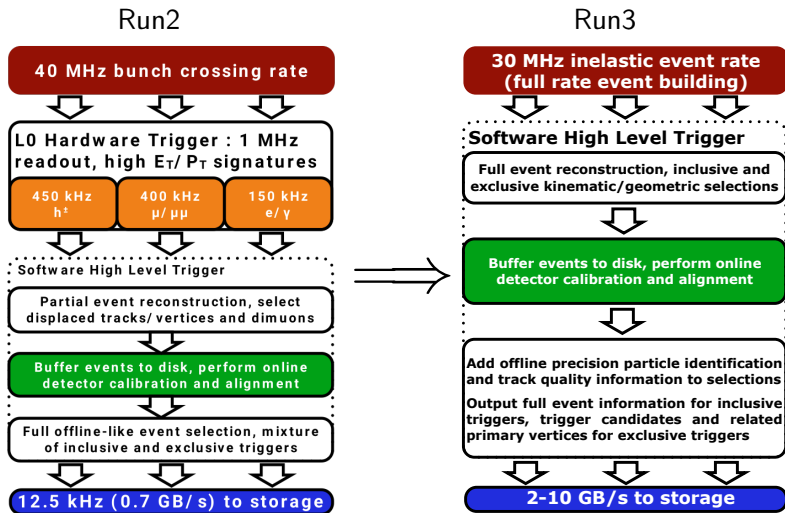 Run2
40 MHz bunch crossing rate
L0 Hardware Trigger : 1 MHz
readout, high E_T/ P_T signatures
450 kHz
h±
400 kHz
μ/ μμ
150 kHz
e/ γ
Software High Level Trigger
Partial event reconstruction, select
displaced tracks/ vertices and dimuons
Buffer events to disk, perform online
detector calibration and alignment
Full offline-like event selection, mixture
of inclusive and exclusive triggers
12.5 kHz (0.7 GB/ s) to storage
Run3
30 MHz inelastic event rate
(full rate event building)
Software High Level Trigger
Full event reconstruction, inclusive and
exclusive kinematic/geometric selections
Buffer events to disk, perform online
detector calibration and alignment
Add offline precision particle identification
and track quality information to selections
Output full event information for inclusive
triggers, trigger candidates and related
primary vertices for exclusive triggers
2-10 GB/s to storage